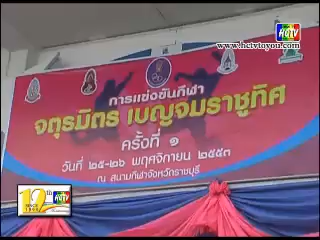 HCTV
www.hctvtoyou.com
การแข่งขันกีฬา
จตุรมิตร เบญจมราชูทิศ
ครั้งที่ ๑
วันที่ ๒๕-๒๖ พฤศจิกายน ๒๕๕๓
ณ สนามกีฬาจังหวัดราชบุรี
12th
HCTV